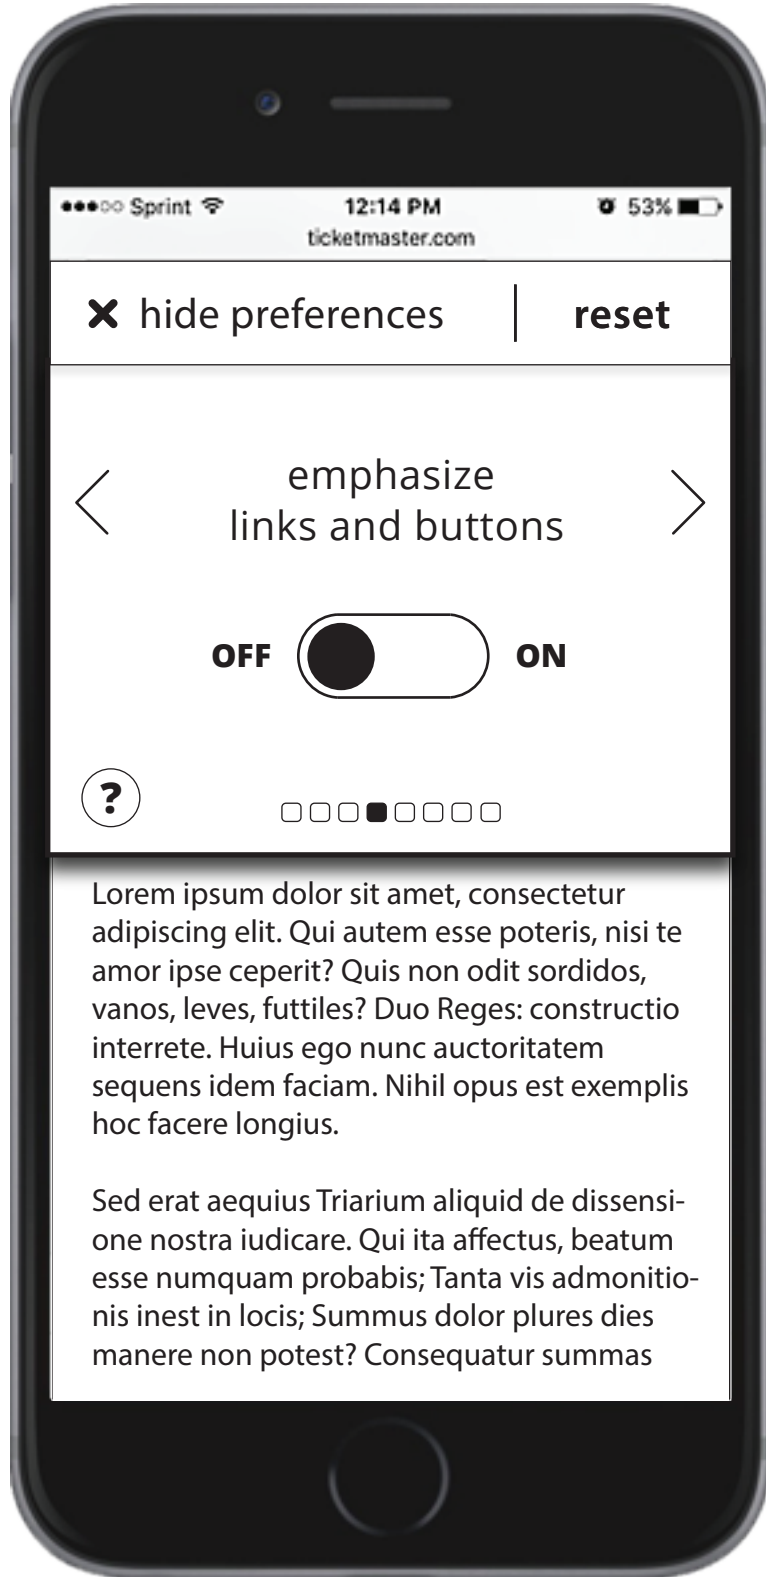 Sprint 12:14 PM 53%
ticketmaster.com
hide preferences reset
emphasize
links and buttons
OFF ON
?
Lorem ipsum dolor sit amet, consectetur
adipiscing elit. Qui autem esse poteris, nisi te
amor ipse ceperit? Quis non odit sordidos,
vanos, leves, futtiles? Duo Reges: constructio
interrete. Huius ego nunc auctoritatem
sequens idem faciam. Nihil opus est exemplis
hoc facere longius.
Sed erat aequius Triarium aliquid de dissensi-
one nostra iudicare. Qui ita affectus, beatum
esse numquam probabis; Tanta vis admonitio-
nis inest in locis; Summus dolor plures dies
manere non potest? Consequatur summas